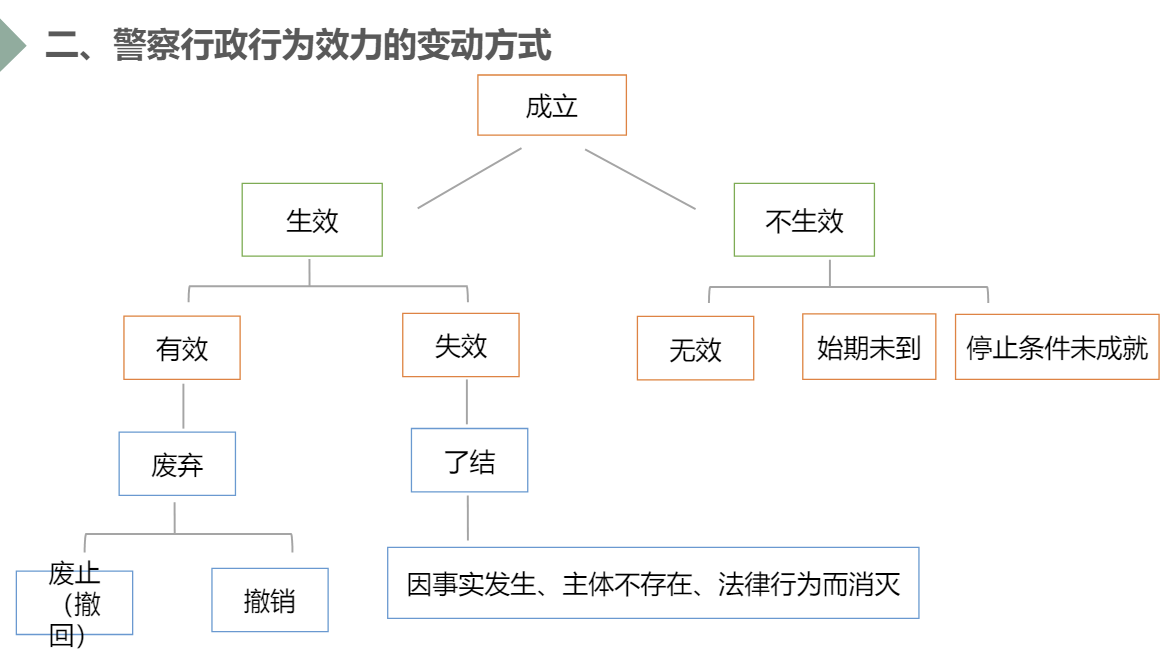 二、警察行政行为效力的变动方式
成立
生效
不生效
有效
失效
无效
始期未到
停止条件未成就
废弃
了结
废止
（撤
回）
撤销
因事实发生、主体不存在、法律行为而消灭